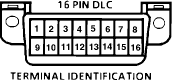 16 PIN DLC
1 2 3 4 5 6 7 8
9 10 11 12 13 14 15 16
TERMINAL IDENTIFICATION